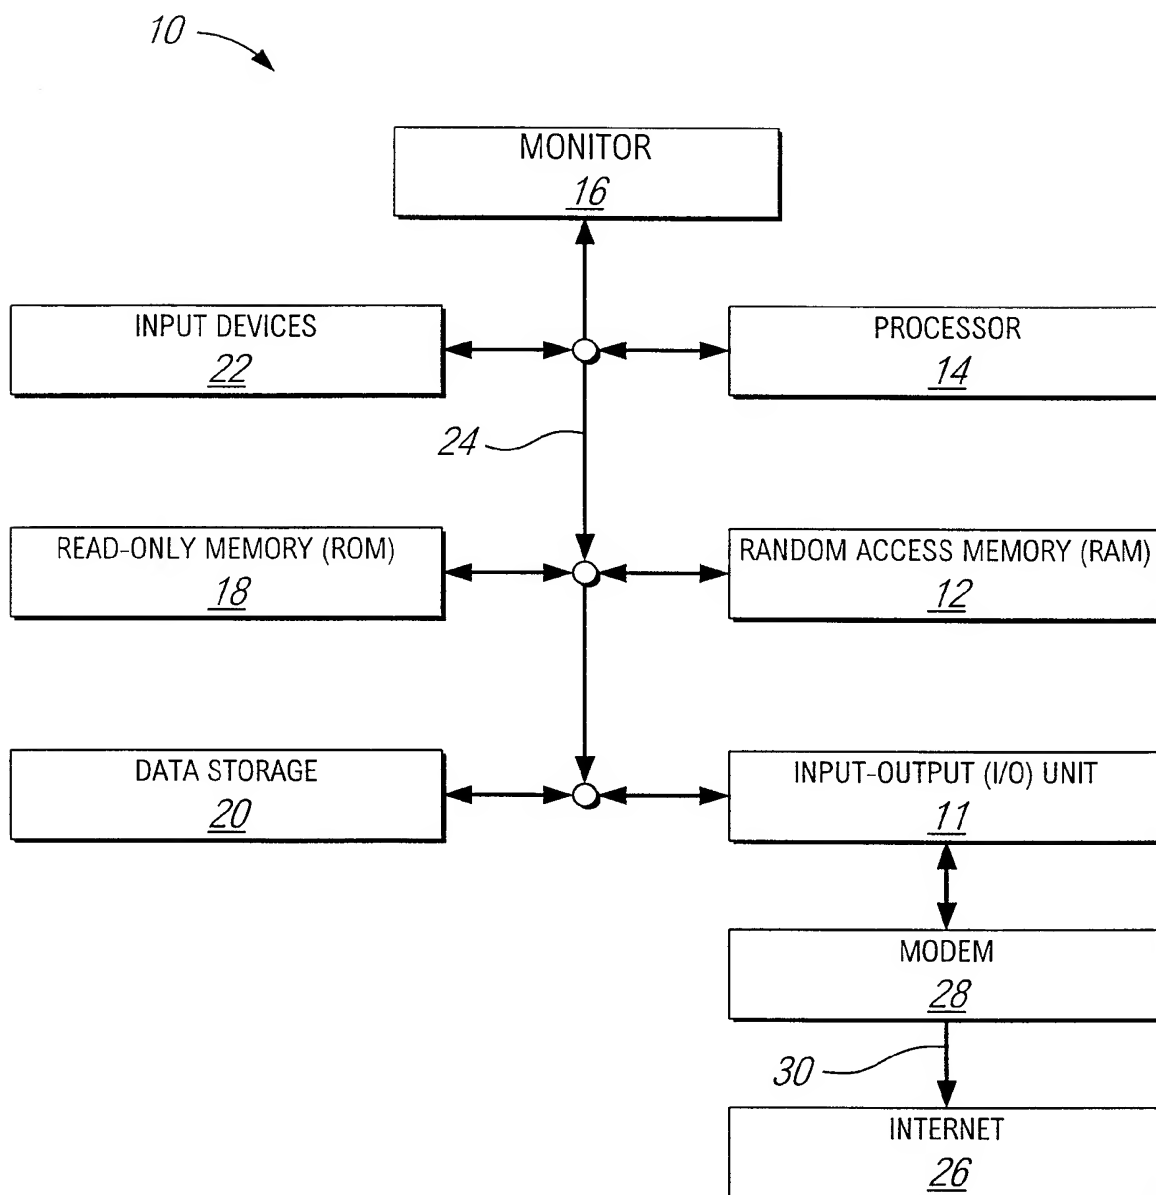 10
MONITOR
16
INPUT DEVICES
22
PROCESSOR
14
24
READ-ONLY MEMORY (ROM)
18
RANDOM ACCESS MEMORY (RAM)
12
DATA STORAGE
20
INPUT-OUTPUT (I/O) UNIT
11
MODEM
28
30
INTERNET
26